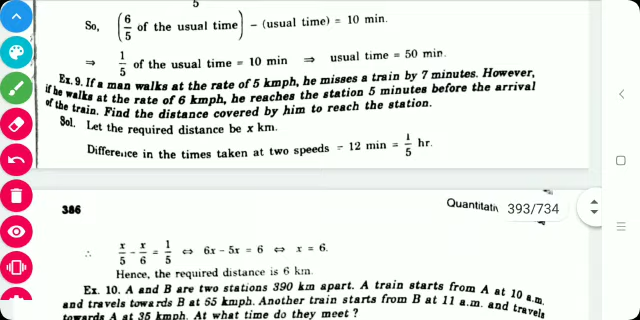 5
So, (6/5 of the usual time) - (usual time) = 10 min.
⇒ 1/5 of the usual time = 10 min ⇒ usual time = 50 min.
Ex. 9. If a man walks at the rate of 5 kmph, he misses a train by 7 minutes. However,
if he walks at the rate of 6 kmph, he reaches the station 5 minutes before the arrival
of the train. Find the distance covered by him to reach the station.
Sol. Let the required distance be x km.
Difference in the times taken at two speeds = 12 min = 1/5 hr.
386
Quantitativ 393/734
∴ x/5 - x/6 = 1/5 ⇔ 6x - 5x = 6 ⇔ x = 6.
Hence, the required distance is 6 km.
Ex. 10. A and B are two stations 390 km apart. A train starts from A at 10 a.m.
and travels towards B at 65 kmph. Another train starts from B at 11 a.m. and travels
towards A at 35 kmph. At what time do they meet ?